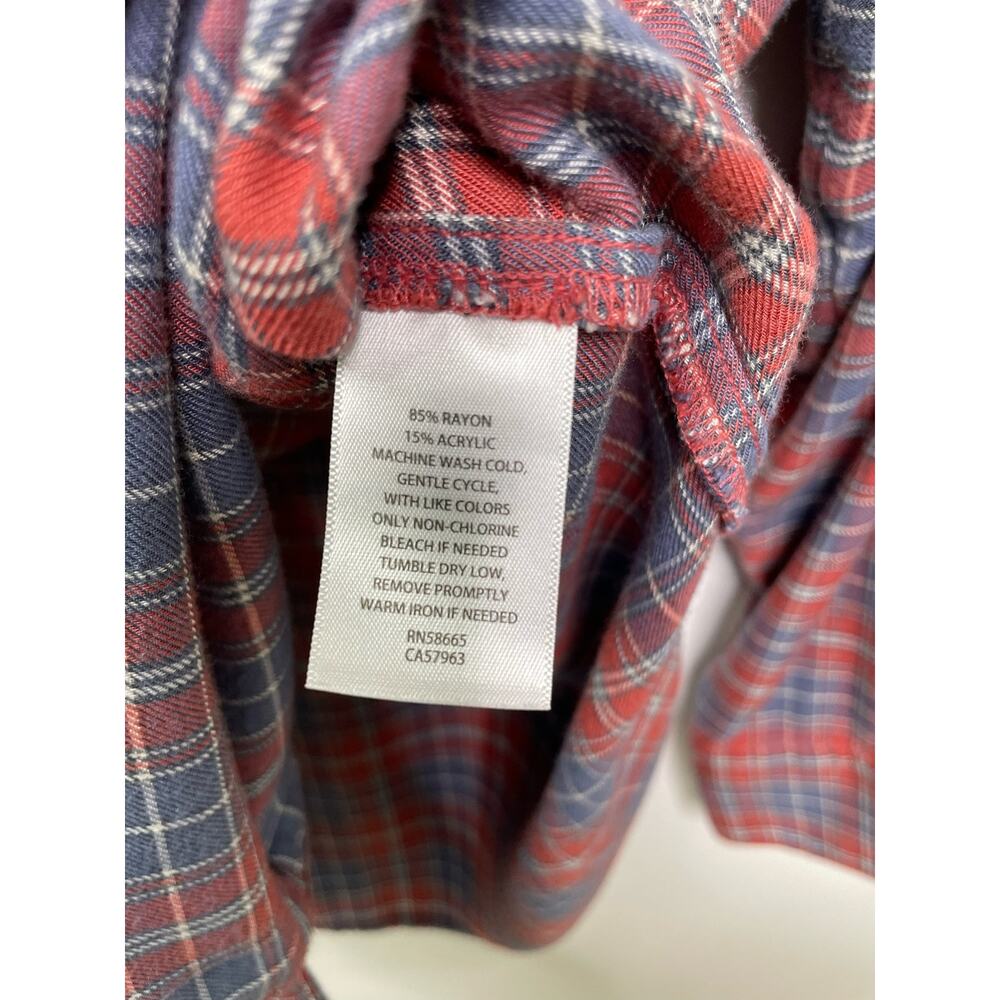 85% RAYON
15% ACRYLIC
MACHINE WASH COLD,
GENTLE CYCLE,
WITH LIKE COLORS
ONLY NON-CHLORINE
BLEACH IF NEEDED
TUMBLE DRY LOW,
REMOVE PROMPTLY
WARM IRON IF NEEDED
RN58665
CA57963